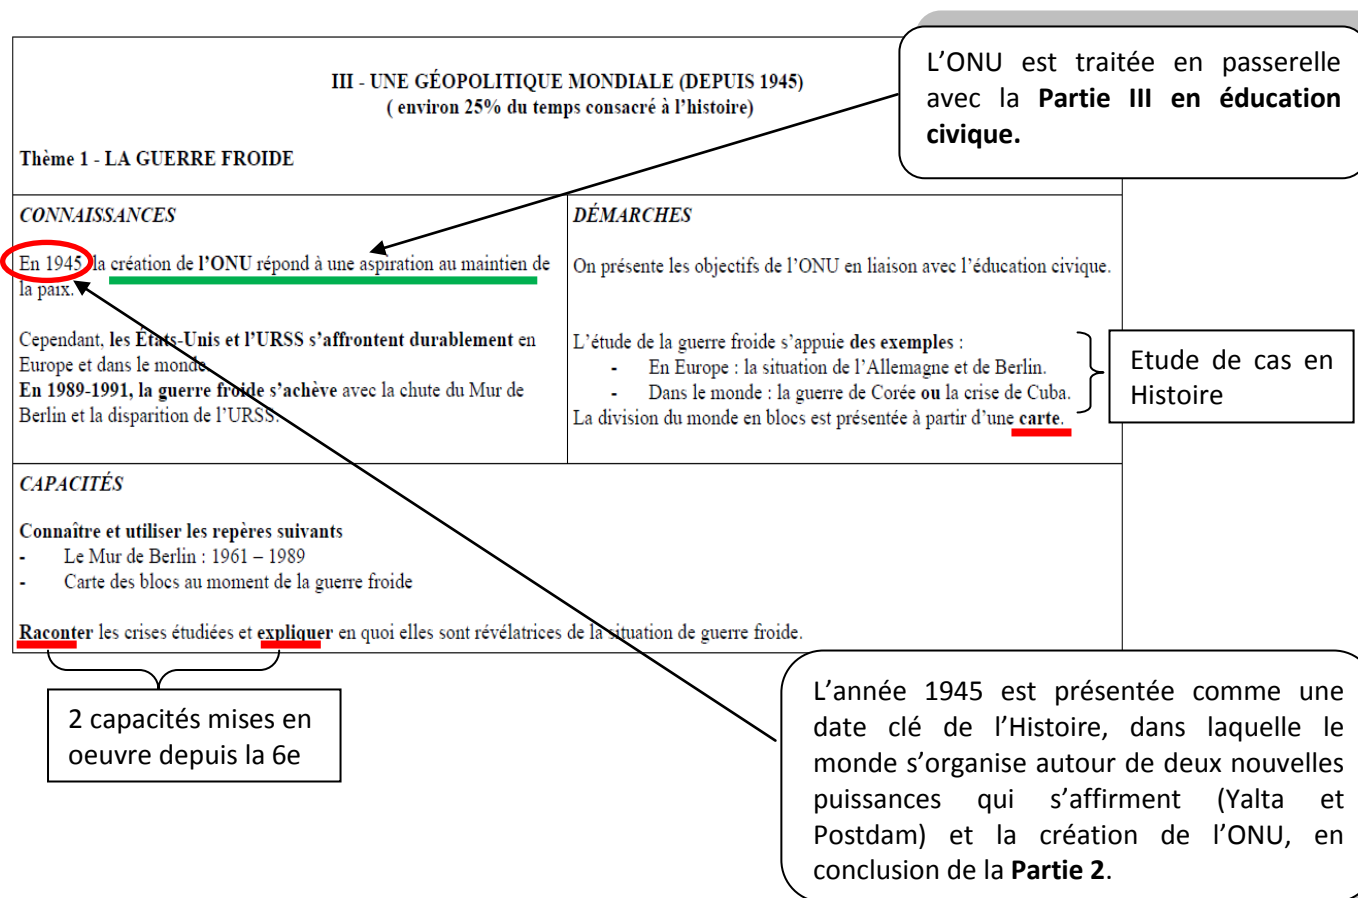 L’ONU est traitée en passerelle
avec la Partie III en éducation
civique.
III - UNE GÉOPOLITIQUE MONDIALE (DEPUIS 1945)
( environ 25% du temps consacré à l’histoire)
Thème 1 - LA GUERRE FROIDE
CONNAISSANCES
En 1945, la création de l’ONU répond à une aspiration au maintien de
la paix.
Cependant, les États-Unis et l’URSS s’affrontent durablement en
Europe et dans le monde.
En 1989-1991, la guerre froide s’achève avec la chute du Mur de
Berlin et la disparition de l’URSS.
DÉMARCHES
On présente les objectifs de l’ONU en liaison avec l’éducation civique.
L’étude de la guerre froide s’appuie des exemples :
- En Europe : la situation de l’Allemagne et de Berlin.
- Dans le monde : la guerre de Corée ou la crise de Cuba.
La division du monde en blocs est présentée à partir d’une carte.
Etude de cas en
Histoire
CAPACITÉS
Connaître et utiliser les repères suivants
- Le Mur de Berlin : 1961 – 1989
- Carte des blocs au moment de la guerre froide
Raconter les crises étudiées et expliquer en quoi elles sont révélatrices de la situation de guerre froide.
2 capacités mises en
oeuvre depuis la 6e
L’année 1945 est présentée comme une
date clé de l’Histoire, dans laquelle le
monde s’organise autour de deux nouvelles
puissances qui s’affirment (Yalta et
Postdam) et la création de l’ONU, en
conclusion de la Partie 2.